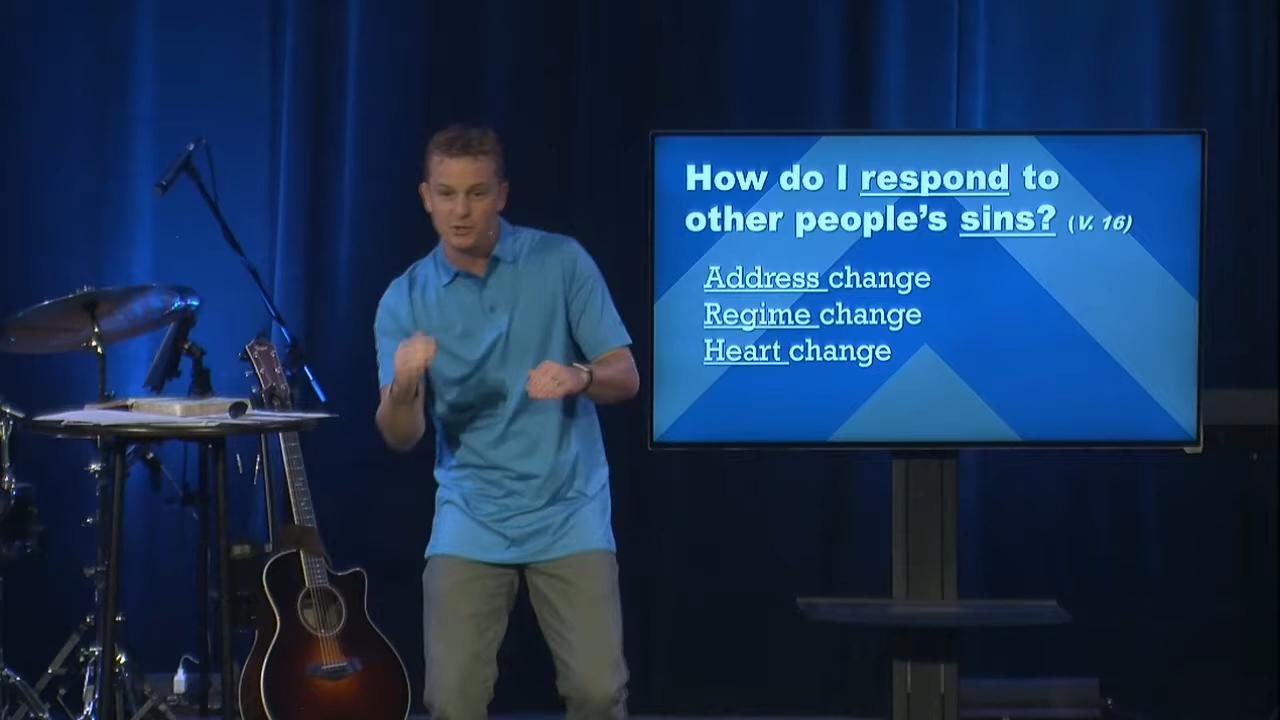 How do I respond to
other people's sins? (V. 16)
Address change
Regime change
Heart change